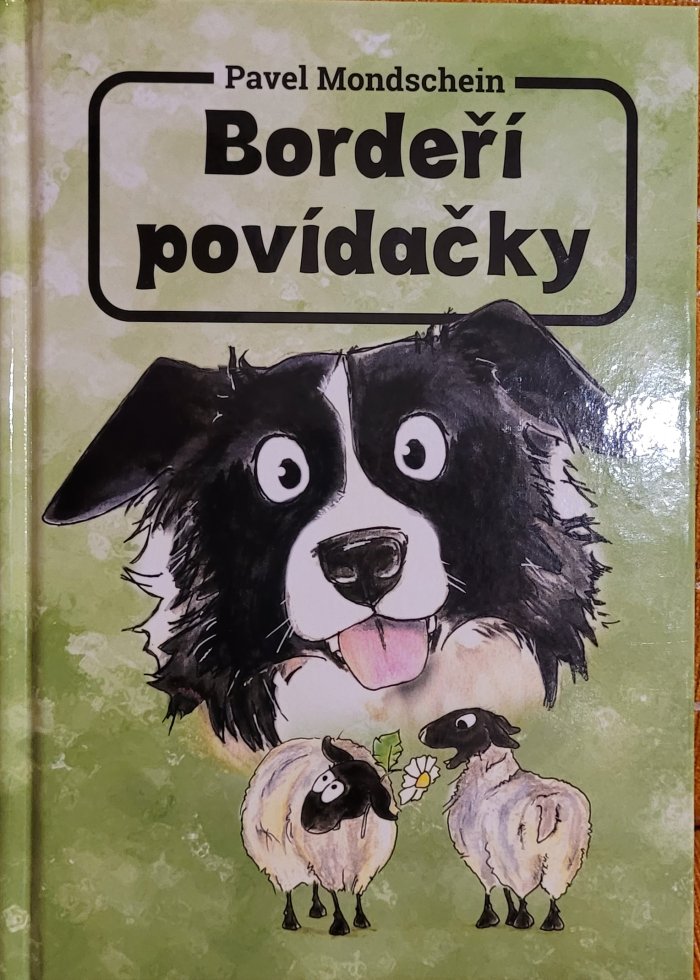 Pavel Mondschein
Bordeří
povídačky